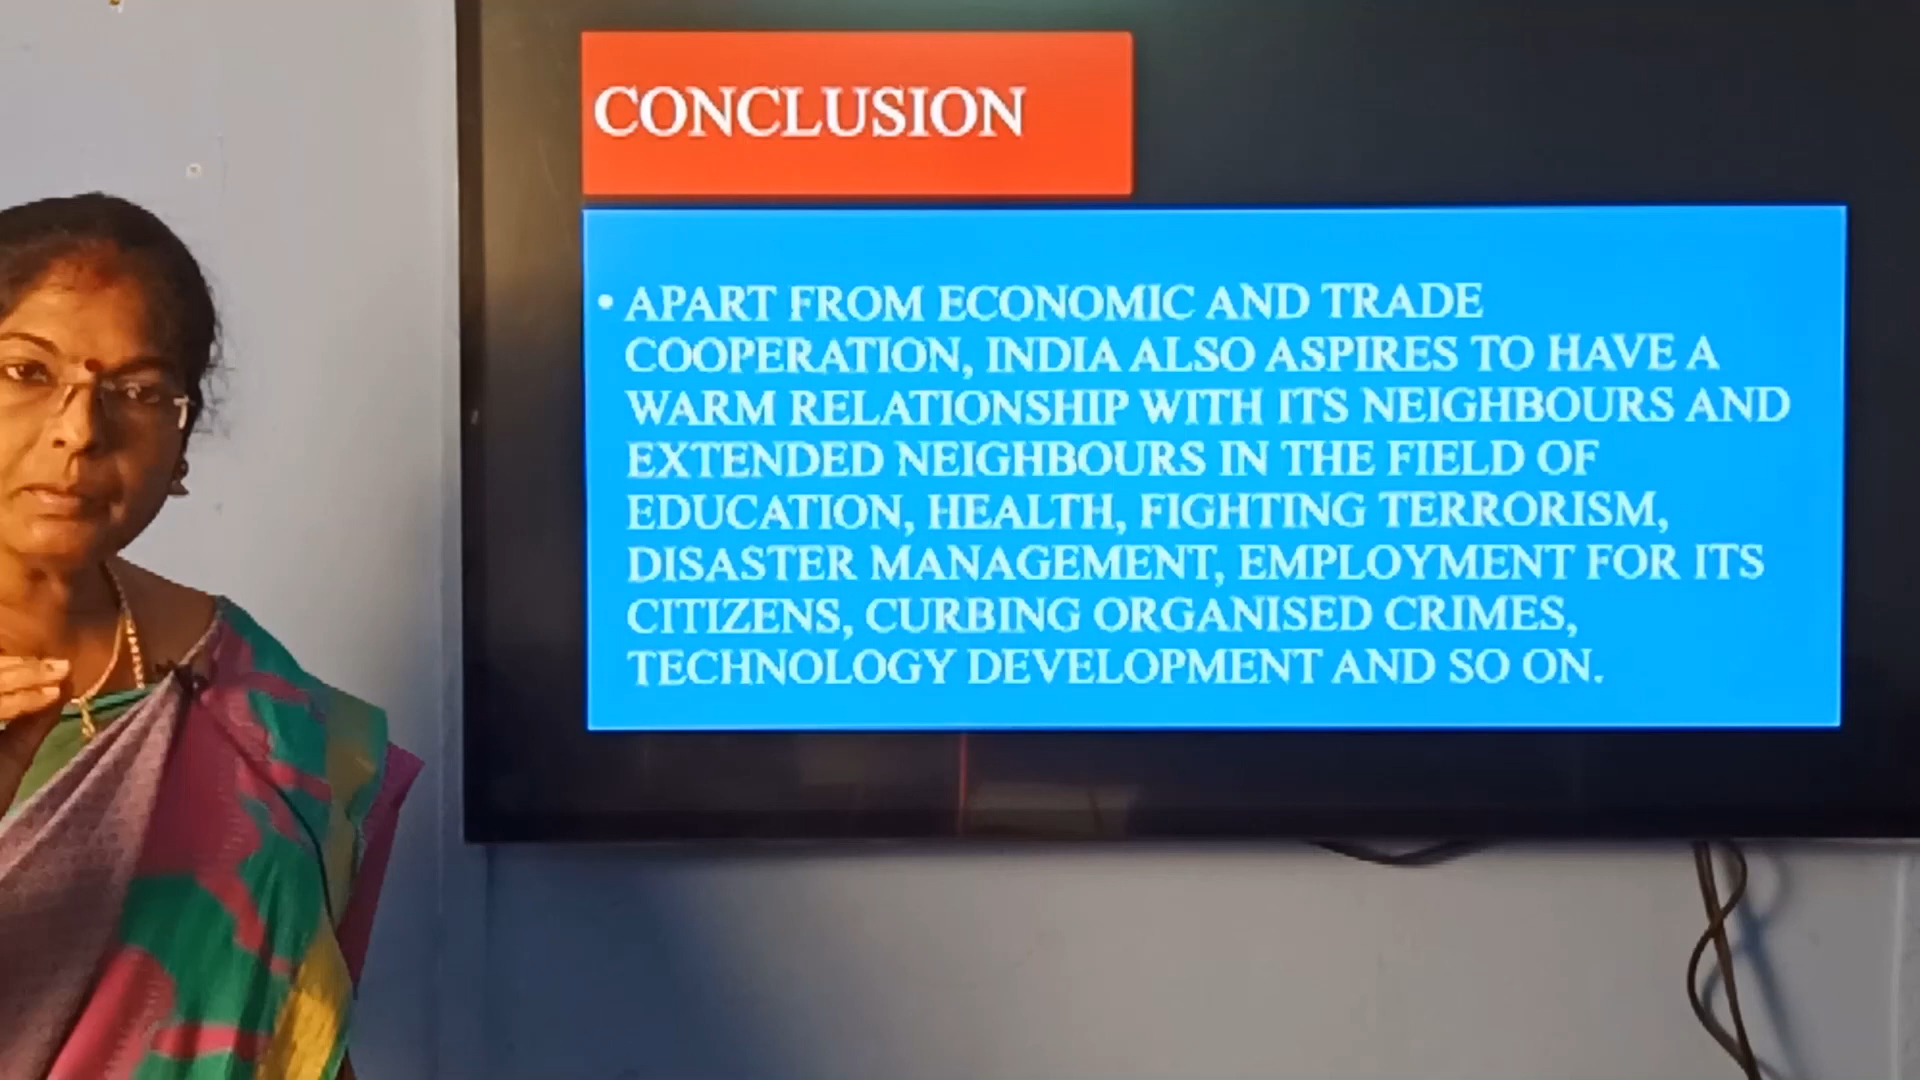 CONCLUSION
• APART FROM ECONOMIC AND TRADE
COOPERATION, INDIA ALSO ASPIRES TO HAVE A
WARM RELATIONSHIP WITH ITS NEIGHBOURS AND
EXTENDED NEIGHBOURS IN THE FIELD OF
EDUCATION, HEALTH, FIGHTING TERRORISM,
DISASTER MANAGEMENT, EMPLOYMENT FOR ITS
CITIZENS, CURBING ORGANISED CRIMES,
TECHNOLOGY DEVELOPMENT AND SO ON.